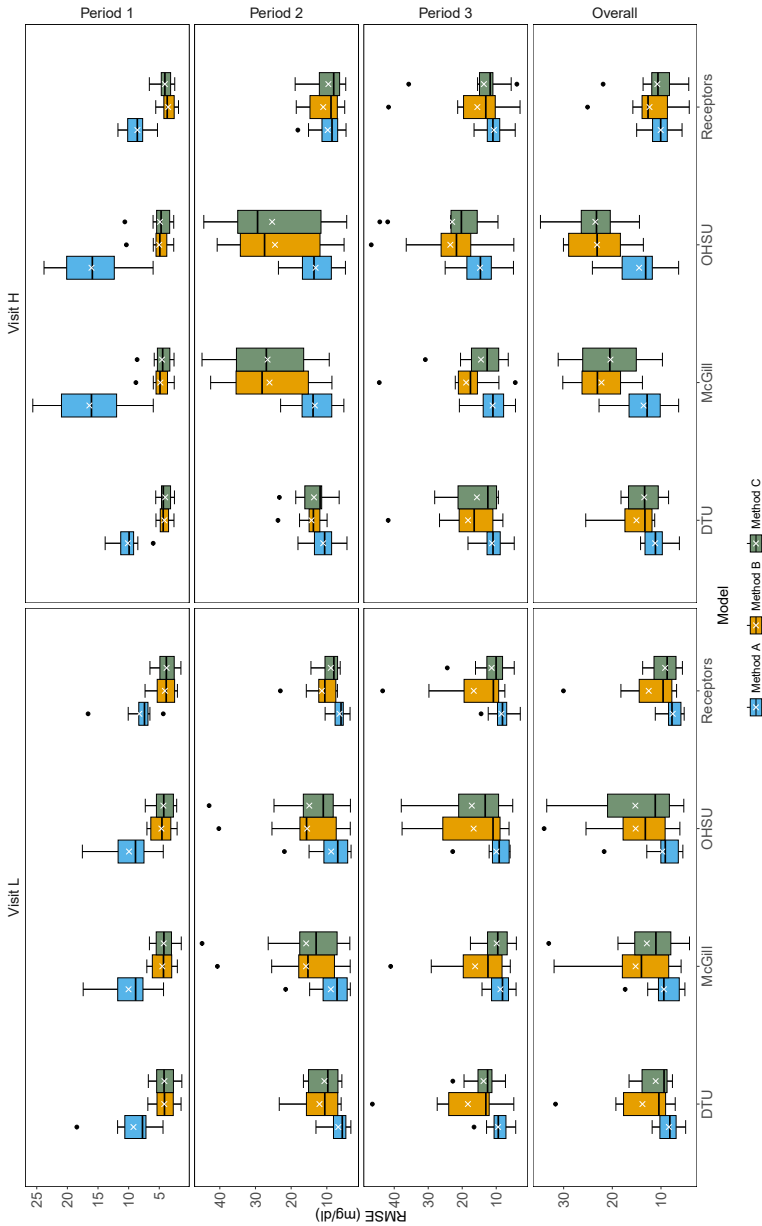 Visit L
Visit H
Period 1
25
20
15
10
5
Period 2
40
30
20
10
Period 3
40
30
20
10
Overall
30
20
10
RMSE (mg/dl)
DTU McGill OHSU Receptors DTU McGill OHSU Receptors
Model
Method A Method B Method C